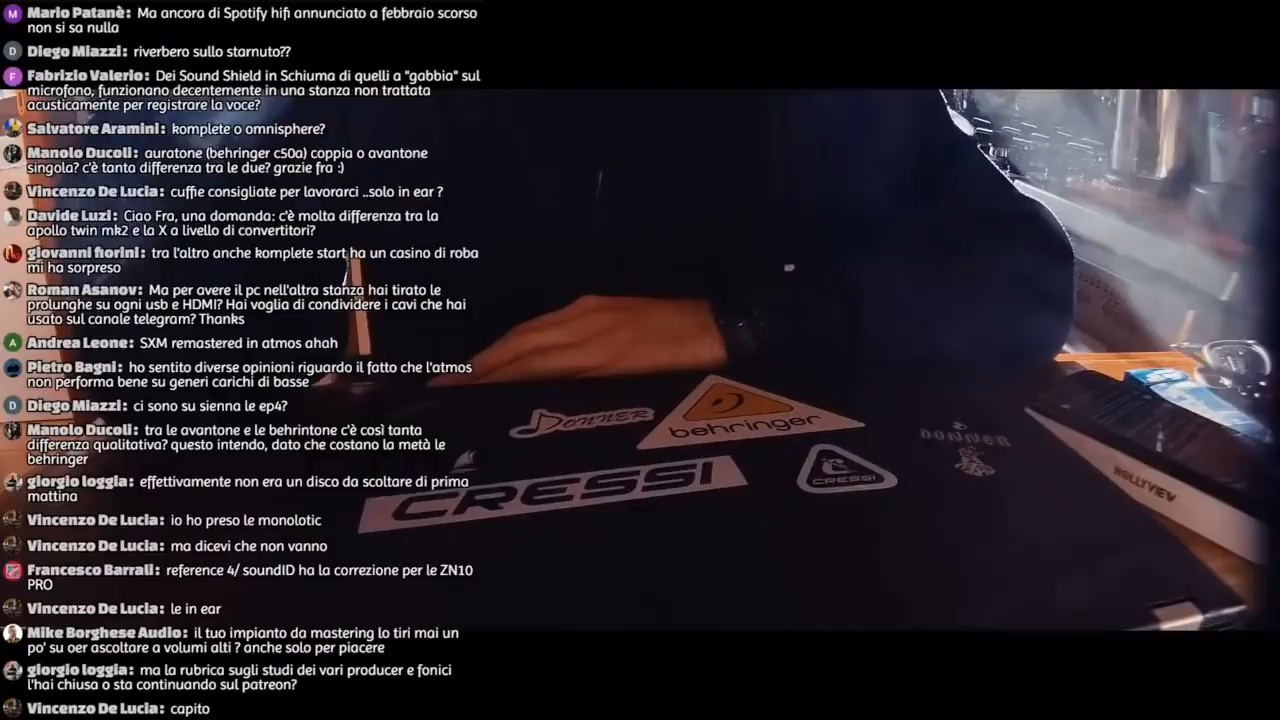 Mario Patanè: Ma ancora di Spotify hifi annunciato a febbraio scorso
non si sa nulla
Diego Miazzi: riverbero sullo starnuto??
Fabrizio Valerio: Dei Sound Shield in Schiuma di quelli a "gabbia" sul
microfono, funzionano decentemente in una stanza non trattata
acusticamente per registrare la voce?
Salvatore Aramini: komplete o omnisphere?
Manolo Ducoli: auratone (behringer c50a) coppia o avantone
singola? c'è tanta differenza tra le due? grazie fra :)
Vincenzo De Lucia: cuffie consigliate per lavorarci ..solo in ear ?
Davide Luzi: Ciao Fra, una domanda: c'è molta differenza tra la
apollo twin mk2 e la X a livello di convertitori?
giovanni fiorini: tra l'altro anche komplete start ha un casino di roba
mi ha sorpreso
Roman Asanov: Ma per avere il pc nell'altra stanza hai tirato le
prolunghe su ogni usb e HDMI? Hai voglia di condividere i cavi che hai
usato sul canale telegram? Thanks
Andrea Leone: SXM remastered in atmos ahah
Pietro Bagni: ho sentito diverse opinioni riguardo il fatto che l'atmos
non performa bene su generi carichi di basse
Diego Miazzi: ci sono su sienna le ep4?
Manolo Ducoli: tra le avantone e le behrintone c'è così tanta
differenza qualitativa? questo intendo, dato che costano la metà le
behringer
giorgio loggia: effettivamente non era un disco da scoltare di prima
mattina
Vincenzo De Lucia: io ho preso le monolotic
Vincenzo De Lucia: ma dicevi che non vanno
Francesco Barrali: reference 4/ soundID ha la correzione per le ZN10
PRO
Vincenzo De Lucia: le in ear
Mike Borghese Audio: il tuo impianto da mastering lo tiri mai un
po' su oer ascoltare a volumi alti ? anche solo per piacere
giorgio loggia: ma la rubrica sugli studi dei vari producer e fonici
l'hai chiusa o sta continuando sul patreon?
Vincenzo De Lucia: capito
DONNER
behringer
DONNER
CRESSI
CRESSI
HOLLYVIEW